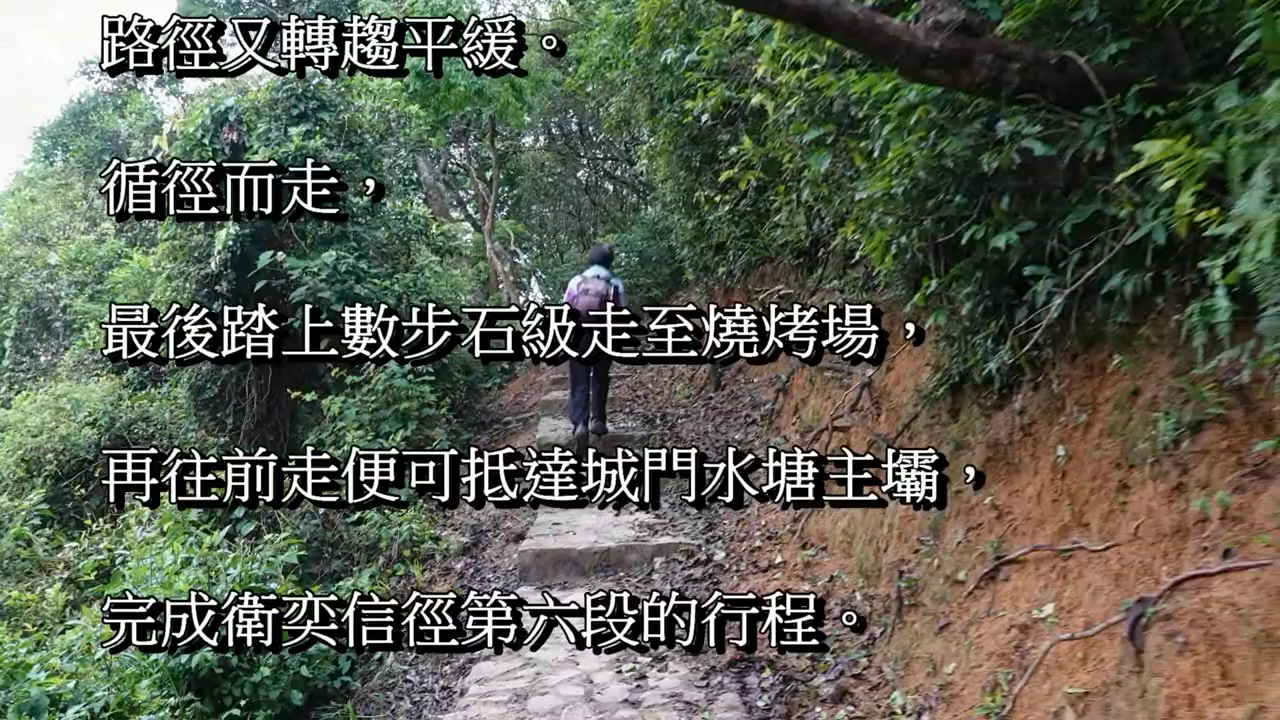 路徑又轉趨平緩。
循徑而走，
最後踏上數步石級走至燒烤場，
再往前走便可抵達城門水塘主壩，
完成衛奕信徑第六段的行程。